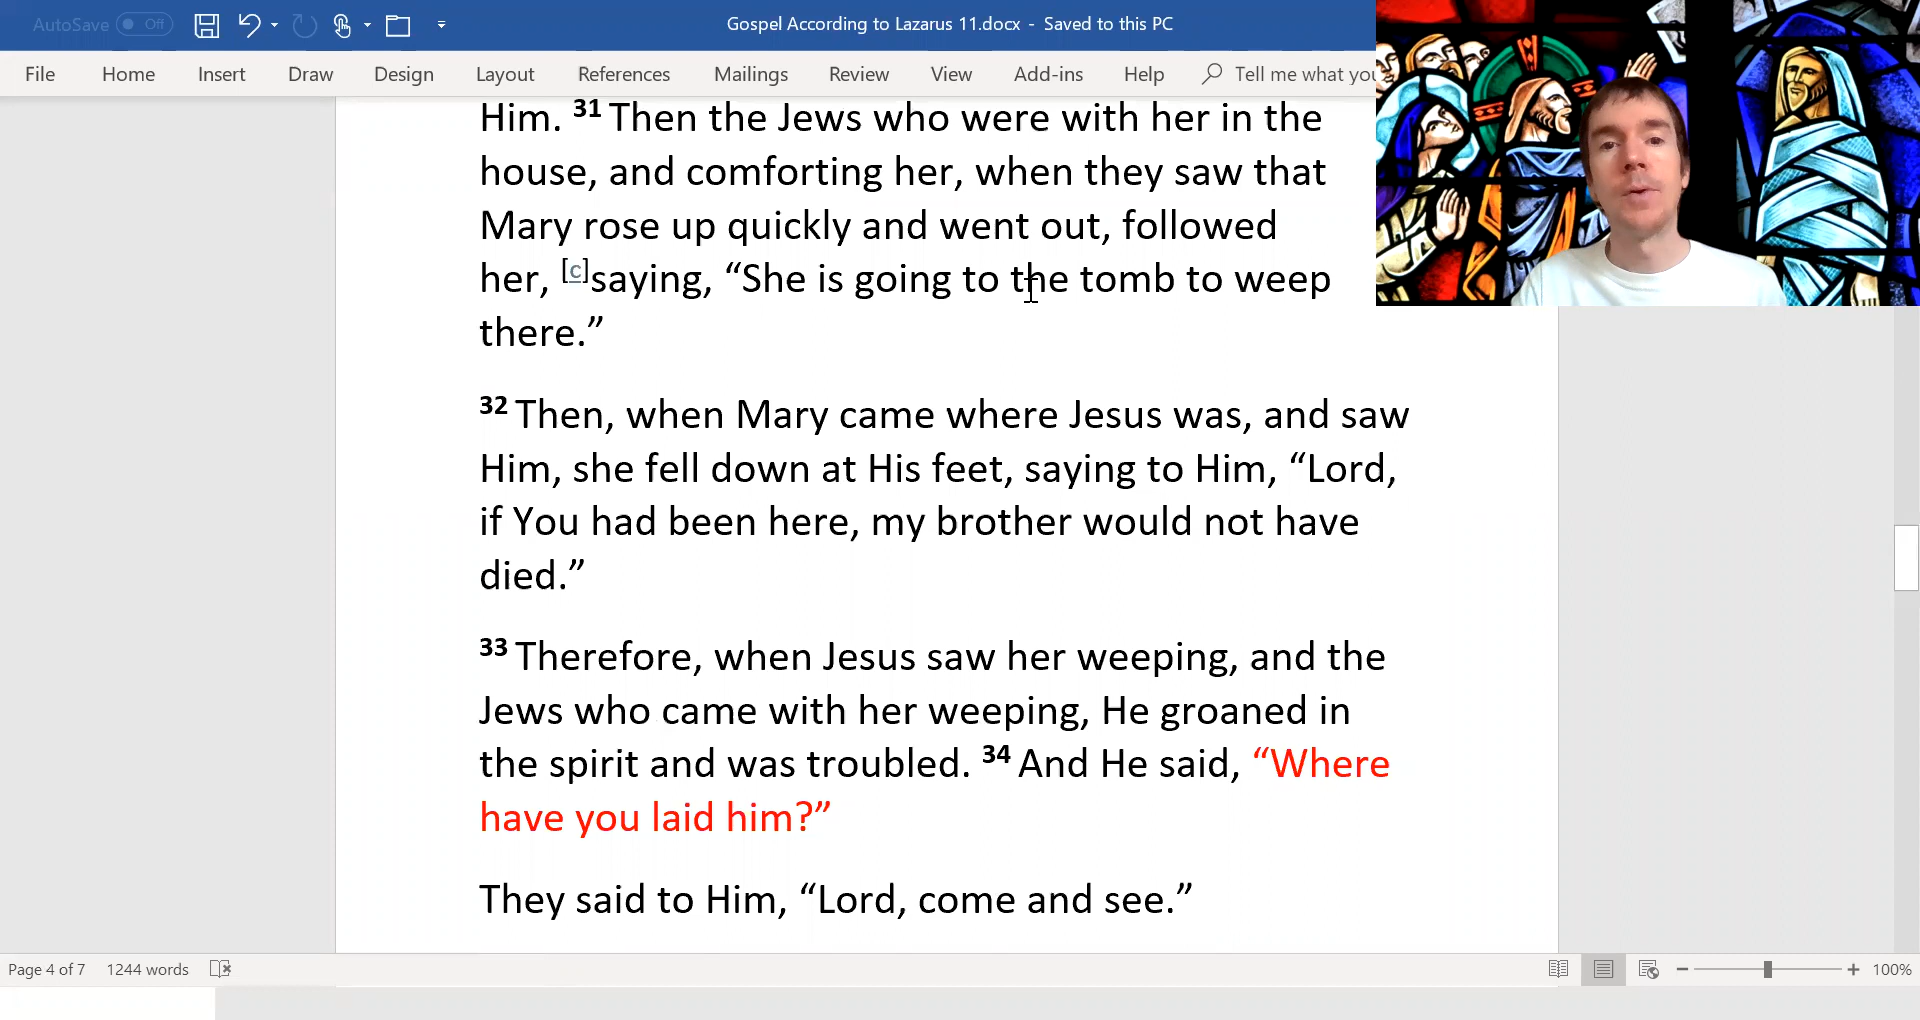 AutoSave Off
Gospel According to Lazarus 11.docx - Saved to this PC
File Home Insert Draw Design Layout References Mailings Review View Add-ins Help Tell me what you
Him. 31 Then the Jews who were with her in the
house, and comforting her, when they saw that
Mary rose up quickly and went out, followed
her, [c]saying, “She is going to the tomb to weep
there.”
32 Then, when Mary came where Jesus was, and saw
Him, she fell down at His feet, saying to Him, “Lord,
if You had been here, my brother would not have
died.”
33 Therefore, when Jesus saw her weeping, and the
Jews who came with her weeping, He groaned in
the spirit and was troubled. 34 And He said, “Where
have you laid him?”
They said to Him, “Lord, come and see.”
Page 4 of 7 1244 words 100%